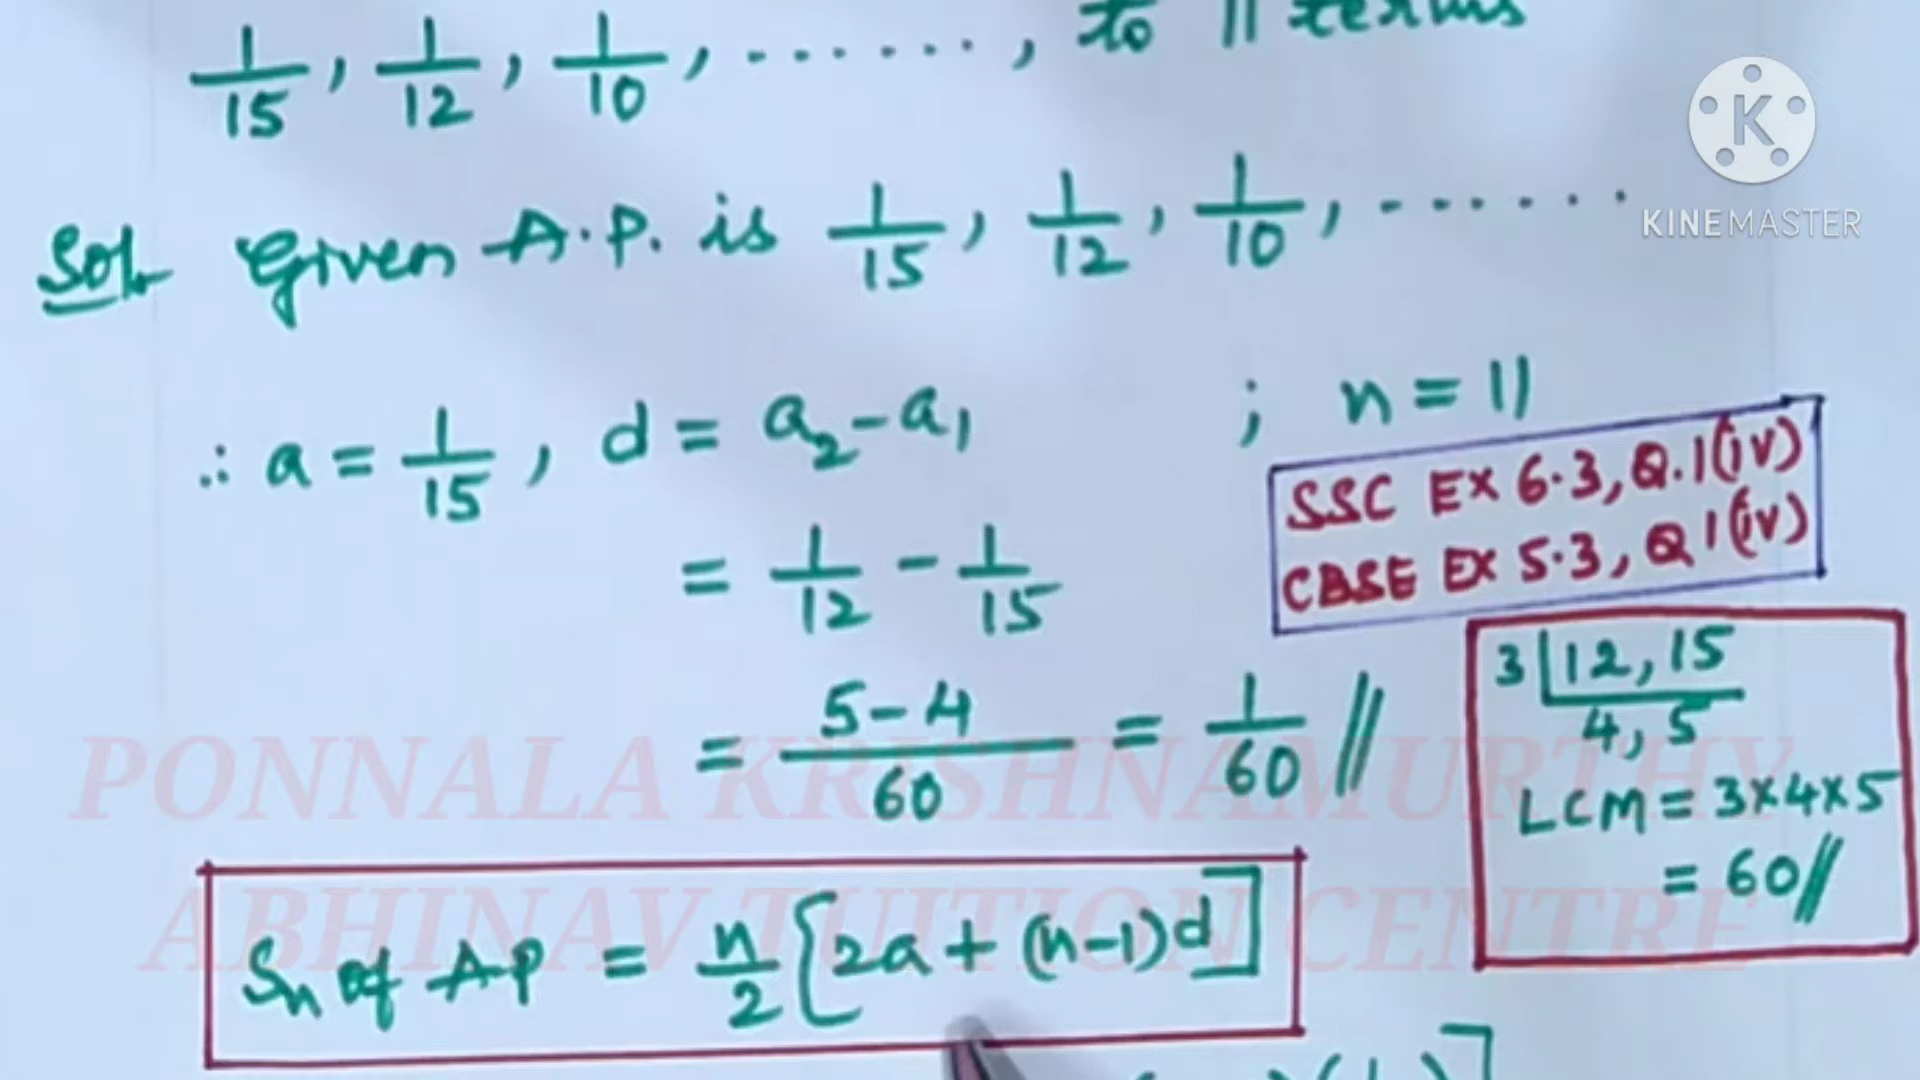 1/15, 1/12, 1/10, ......, to 11 terms
K
KINEMASTER
Sol. Given A.P. is 1/15, 1/12, 1/10, ......
∴ a = 1/15, d = a₂-a₁ ; n = 11
SSC EX 6.3, Q.1(iv)
CBSE EX 5.3, Q1(iv)
= 1/12 - 1/15
= 5-4/60 = 1/60 //
3 | 12, 15
4, 5
LCM = 3×4×5
= 60//
PONNALA KRISHNAMURTHY
ABHINAV TUITION CENTRE
Sn of AP = n/2 [2a + (n-1)d]